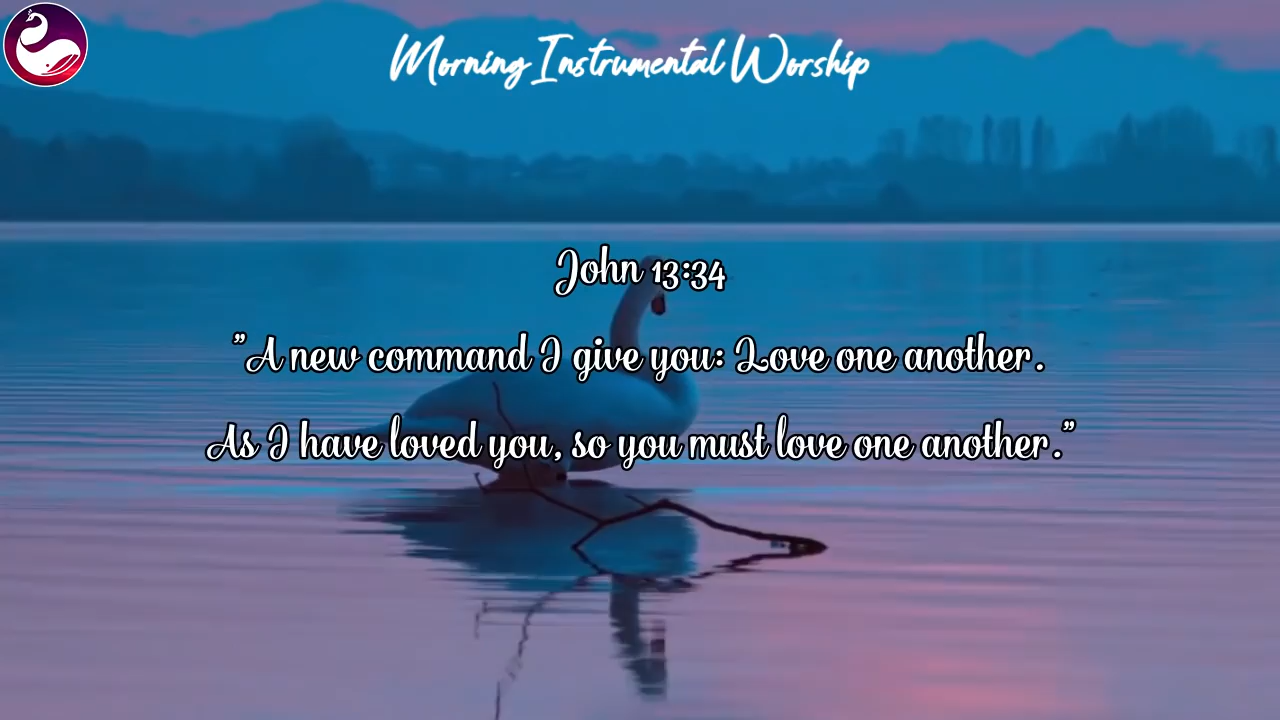 Morning Instrumental Worship
John 13:34
"A new command I give you: Love one another.
As I have loved you, so you must love one another."